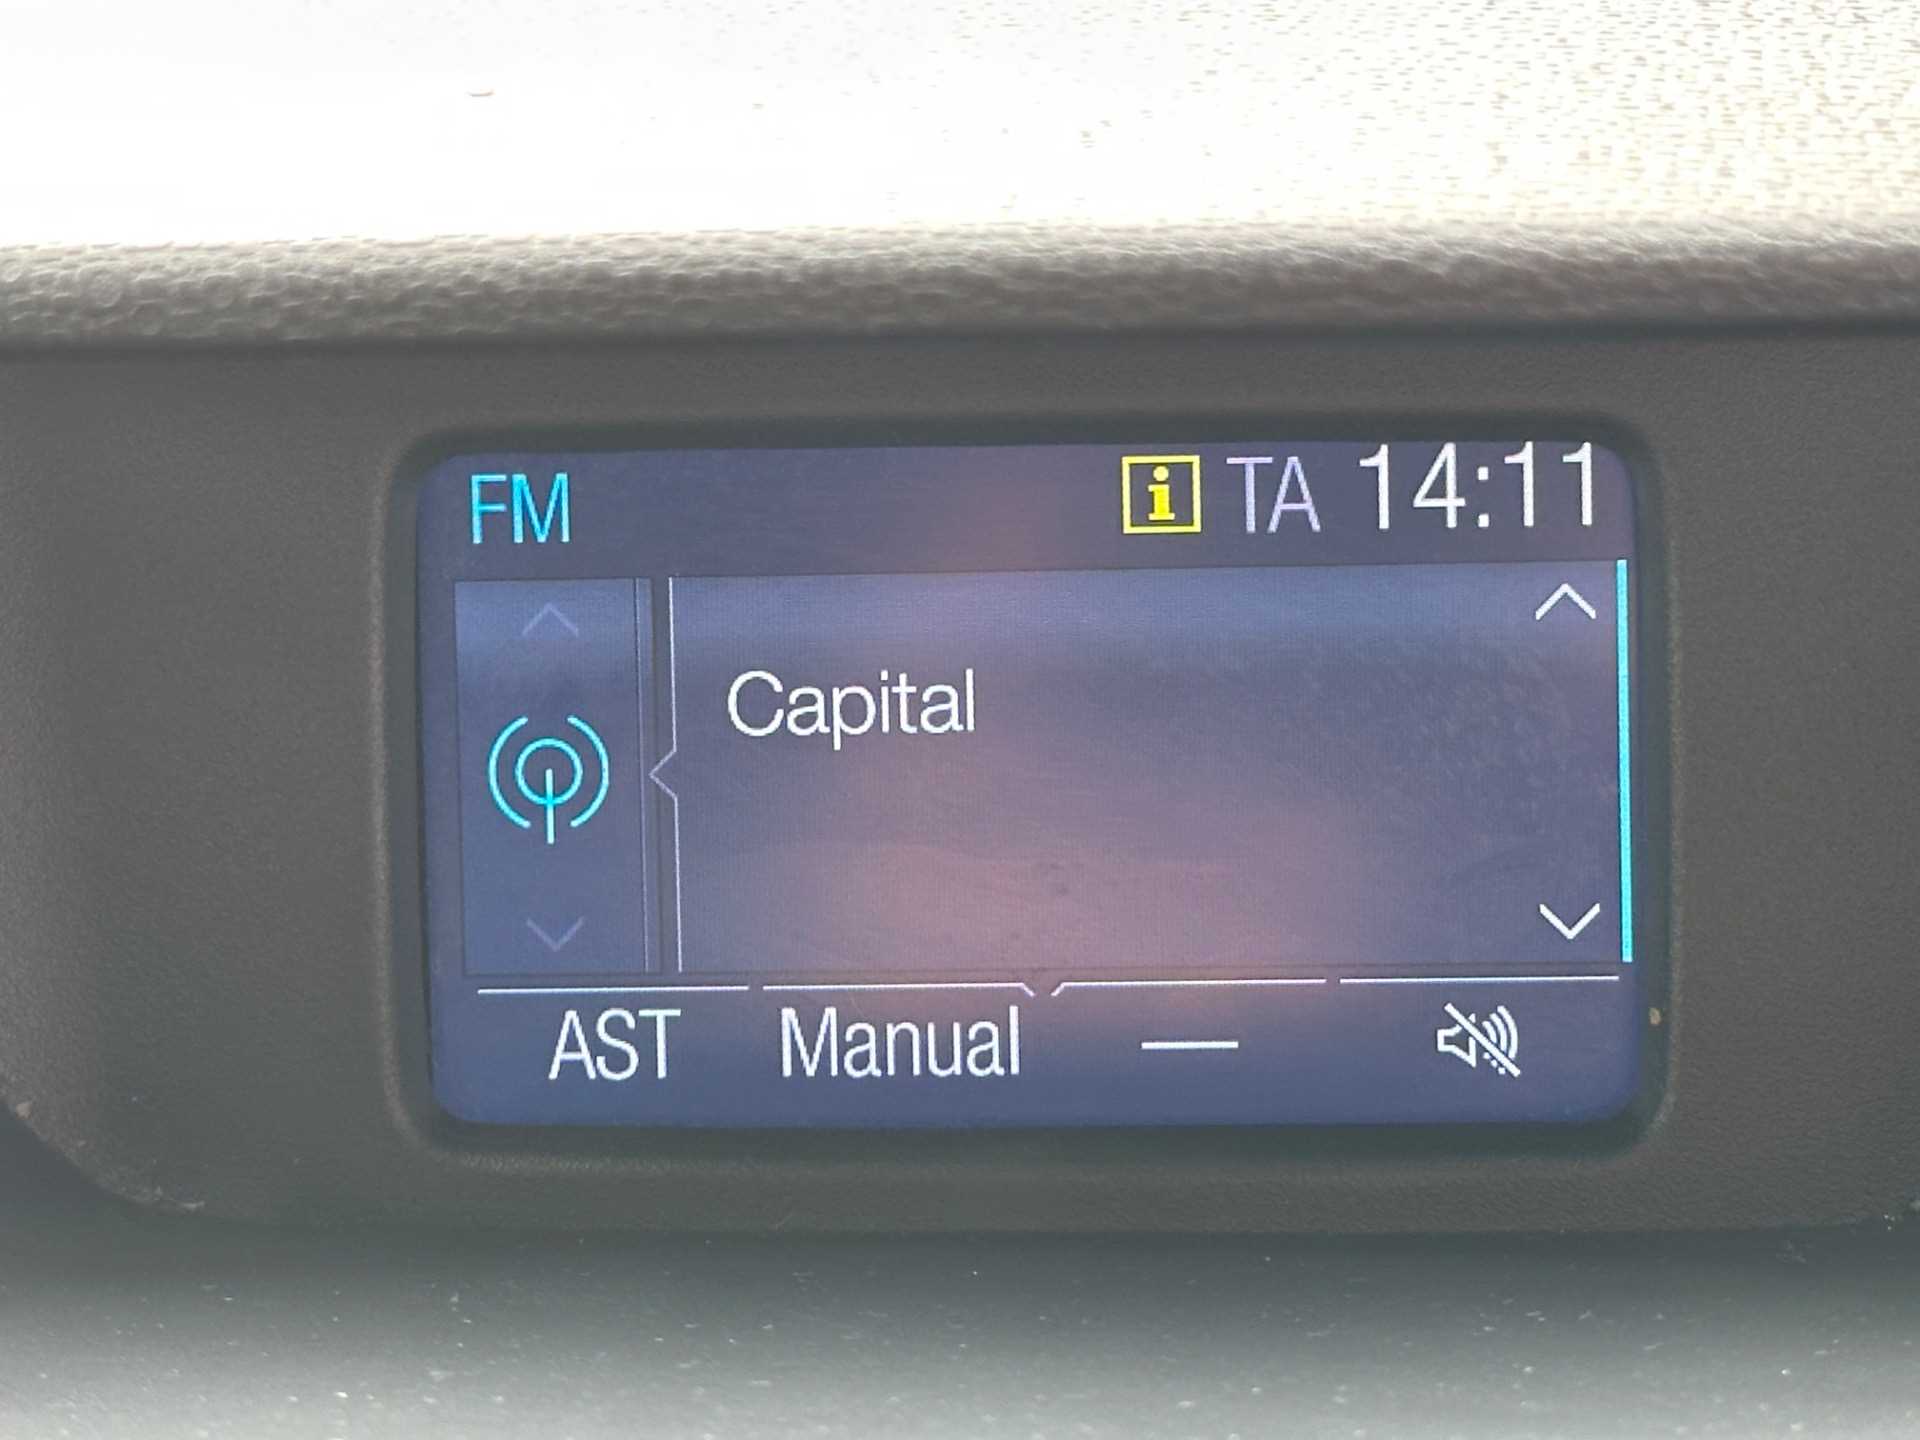 FM i TA 14:11
Capital
AST Manual —